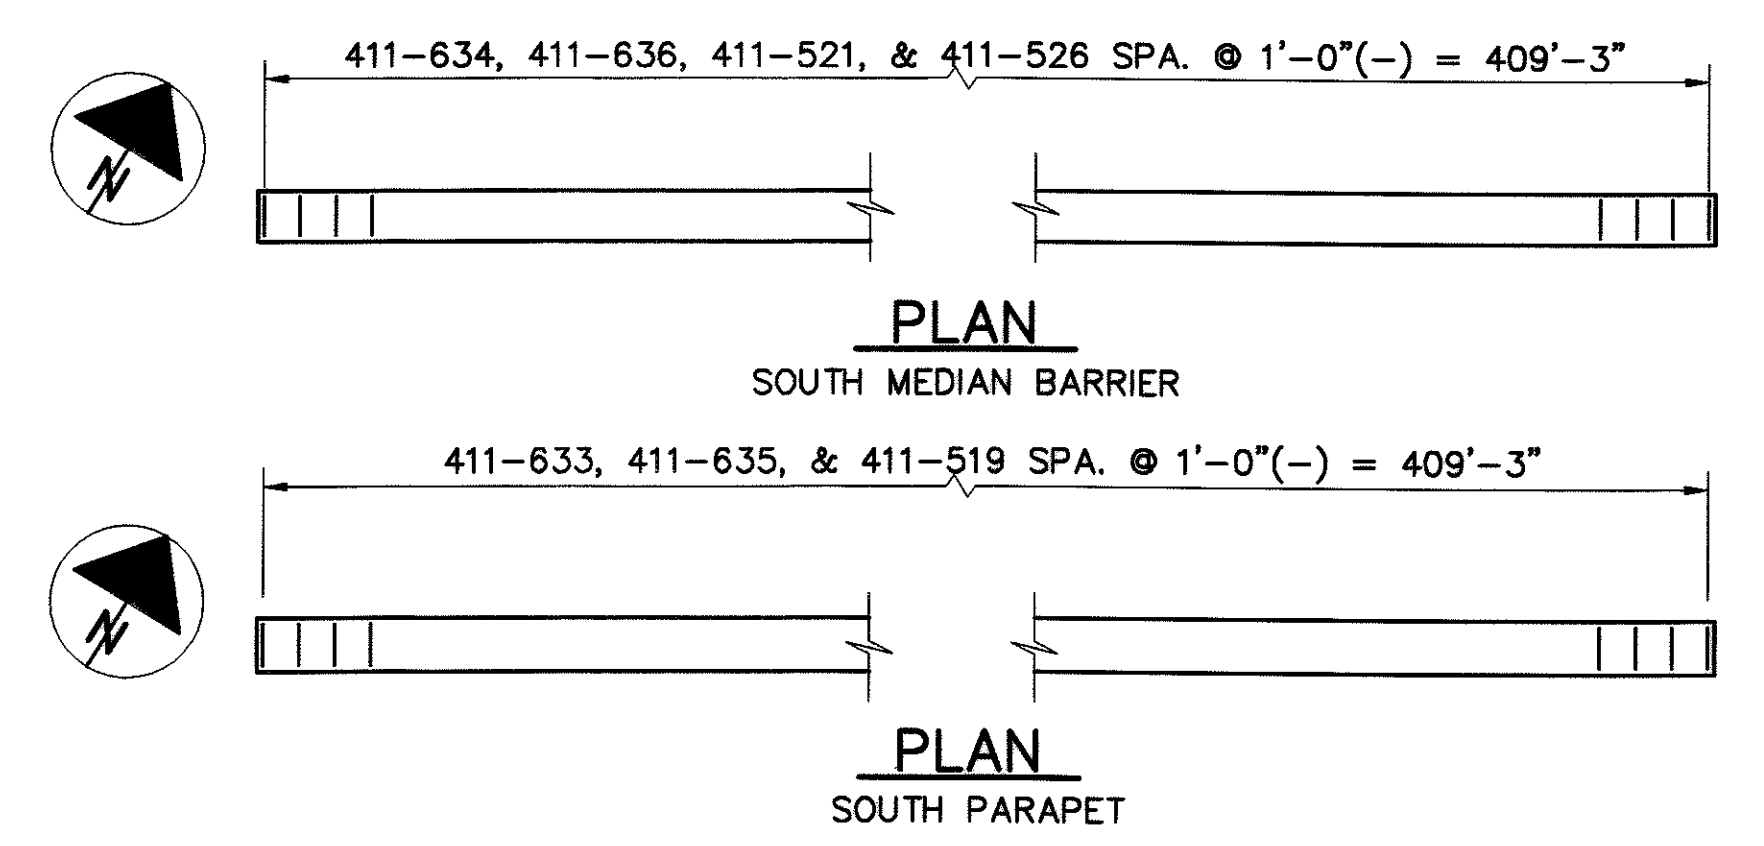 411-634, 411-636, 411-521, & 411-526 SPA. @ 1'-0"(-) = 409'-3"
N
PLAN
SOUTH MEDIAN BARRIER
411-633, 411-635, & 411-519 SPA. @ 1'-0"(-) = 409'-3"
N
PLAN
SOUTH PARAPET